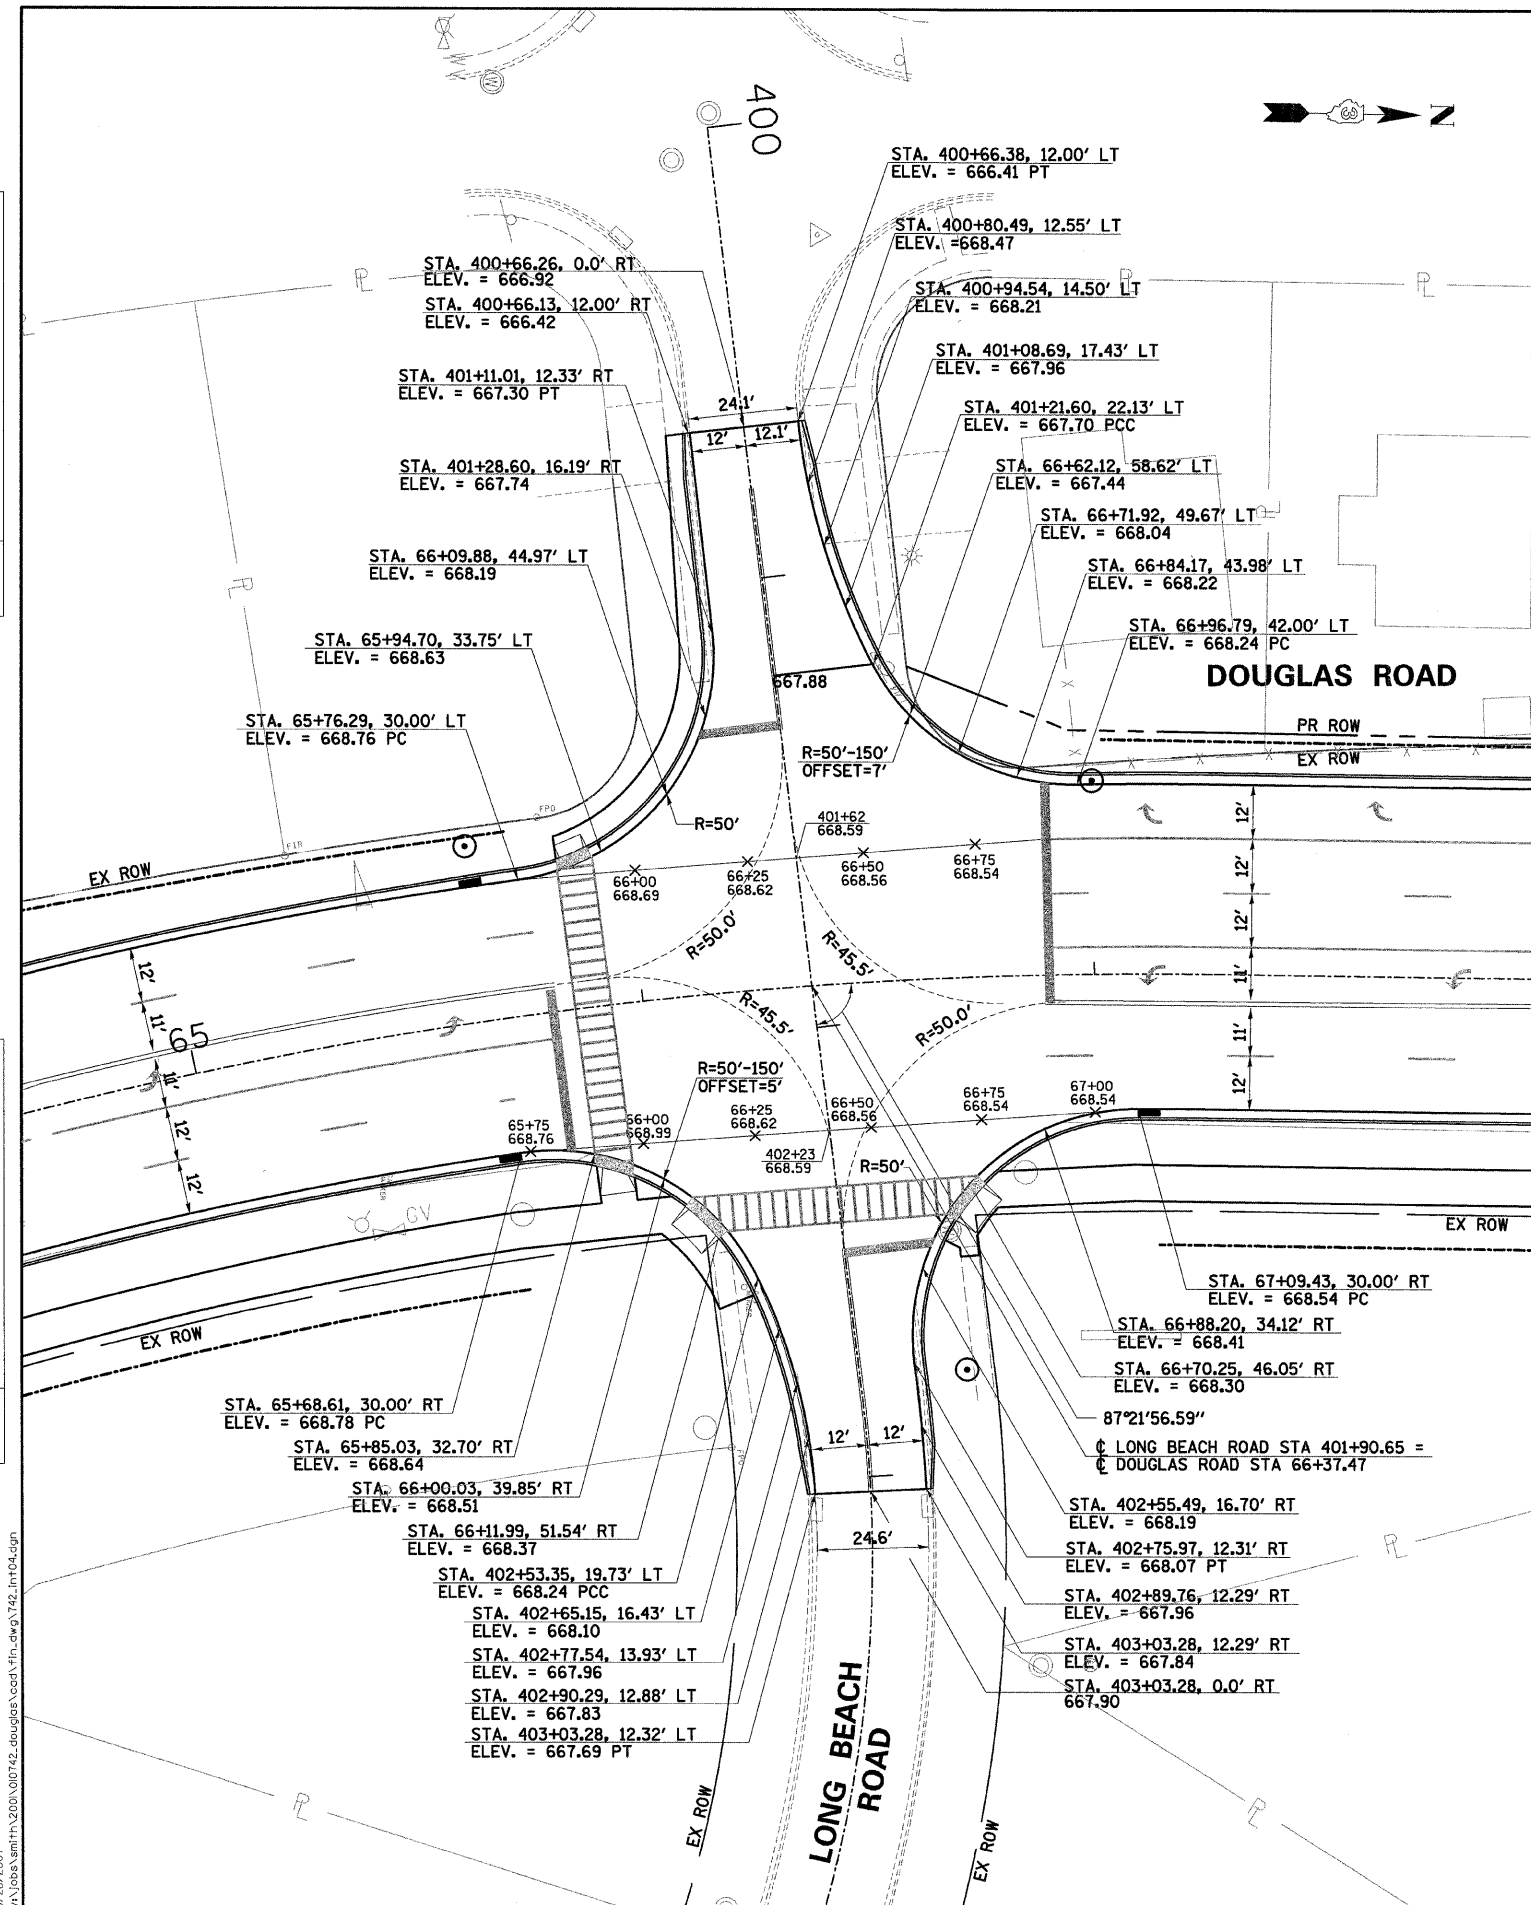 400
N
STA. 400+66.38, 12.00' LT
ELEV. = 666.41 PT
STA. 400+80.49, 12.55' LT
ELEV. =668.47
STA. 400+94.54, 14.50' LT
ELEV. = 668.21
STA. 401+08.69, 17.43' LT
ELEV. = 667.96
STA. 401+21.60, 22.13' LT
ELEV. = 667.70 PCC
STA. 66+62.12, 58.62' LT
ELEV. = 667.44
STA. 66+71.92, 49.67' LT
ELEV. = 668.04
STA. 66+84.17, 43.98' LT
ELEV. = 668.22
STA. 66+96.79, 42.00' LT
ELEV. = 668.24 PC
STA. 400+66.26, 0.0' RT
ELEV. = 666.92
STA. 400+66.13, 12.00' RT
ELEV. = 666.42
STA. 401+11.01, 12.33' RT
ELEV. = 667.30 PT
STA. 401+28.60, 16.19' RT
ELEV. = 667.74
STA. 66+09.88, 44.97' LT
ELEV. = 668.19
STA. 65+94.70, 33.75' LT
ELEV. = 668.63
STA. 65+76.29, 30.00' LT
ELEV. = 668.76 PC
24.1'
12'
12.1'
667.88
DOUGLAS ROAD
PR ROW
EX ROW
R=50'-150'
OFFSET=7'
R=50'
401+62
668.59
66+00
668.69
66+25
668.62
66+50
668.56
66+75
668.54
EX ROW
FIR
FPO
R=50.0'
R=45.5'
R=45.5'
R=50.0'
12'
12'
12'
11'
11'
12'
12'
11'
65
11'
12'
12'
R=50'-150'
OFFSET=5'
65+75
668.76
66+00
668.99
66+25
668.62
66+50
668.56
66+75
668.54
67+00
668.54
402+23
668.59
R=50'
GV
EX ROW
EX ROW
STA. 67+09.43, 30.00' RT
ELEV. = 668.54 PC
STA. 66+88.20, 34.12' RT
ELEV. = 668.41
STA. 66+70.25, 46.05' RT
ELEV. = 668.30
87°21'56.59"
℄ LONG BEACH ROAD STA 401+90.65 =
℄ DOUGLAS ROAD STA 66+37.47
STA. 402+55.49, 16.70' RT
ELEV. = 668.19
STA. 402+75.97, 12.31' RT
ELEV. = 668.07 PT
STA. 402+89.76, 12.29' RT
ELEV. = 667.96
STA. 403+03.28, 12.29' RT
ELEV. = 667.84
STA. 403+03.28, 0.0' RT
667.90
STA. 65+68.61, 30.00' RT
ELEV. = 668.78 PC
STA. 65+85.03, 32.70' RT
ELEV. = 668.64
STA. 66+00.03, 39.85' RT
ELEV. = 668.51
STA. 66+11.99, 51.54' RT
ELEV. = 668.37
STA. 402+53.35, 19.73' LT
ELEV. = 668.24 PCC
STA. 402+65.15, 16.43' LT
ELEV. = 668.10
STA. 402+77.54, 13.93' LT
ELEV. = 667.96
STA. 402+90.29, 12.88' LT
ELEV. = 667.83
STA. 403+03.28, 12.32' LT
ELEV. = 667.69 PT
12'
12'
24.6'
LONG BEACH
ROAD
EX ROW
EX ROW